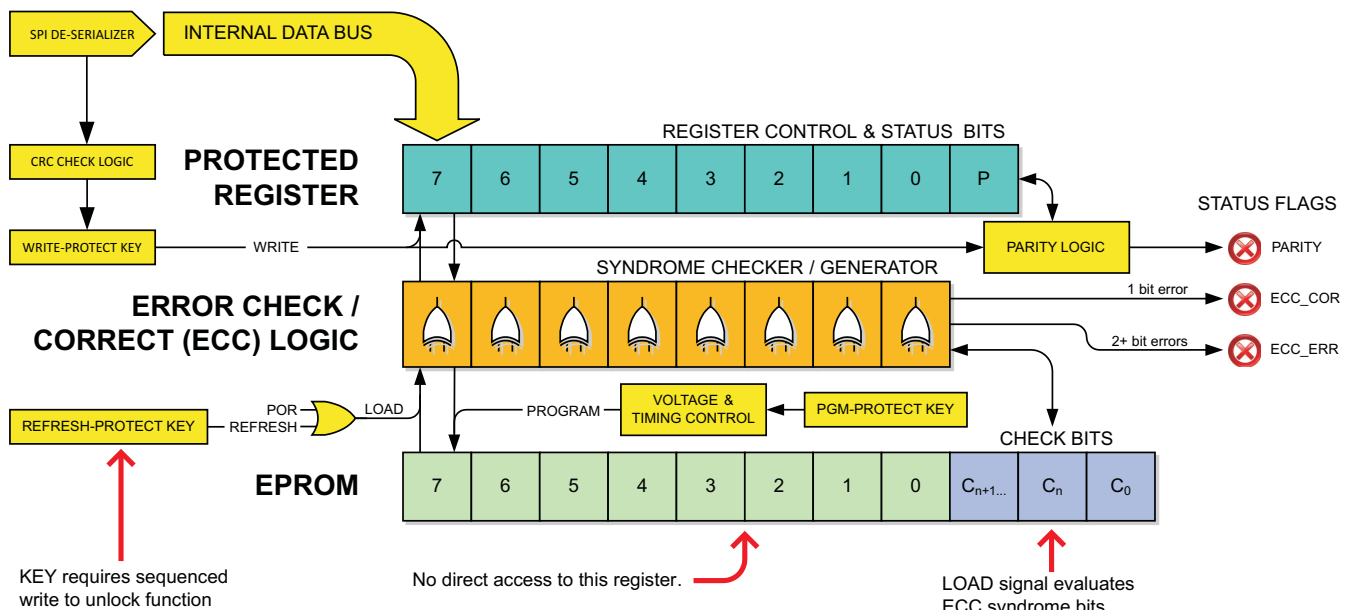 SPI DE-SERIALIZER
INTERNAL DATA BUS
REGISTER CONTROL & STATUS BITS
CRC CHECK LOGIC
PROTECTED
REGISTER
7 6 5 4 3 2 1 0 P
STATUS FLAGS
WRITE-PROTECT KEY
WRITE
PARITY LOGIC
PARITY
SYNDROME CHECKER / GENERATOR
ERROR CHECK /
CORRECT (ECC) LOGIC
1 bit error
ECC_COR
2+ bit errors
ECC_ERR
REFRESH-PROTECT KEY
POR
REFRESH
LOAD
PROGRAM
VOLTAGE &
TIMING CONTROL
PGM-PROTECT KEY
CHECK BITS
EPROM
7 6 5 4 3 2 1 0 Cn+1... Cn C0
KEY requires sequenced
write to unlock function
No direct access to this register.
LOAD signal evaluates
ECC syndrome bits